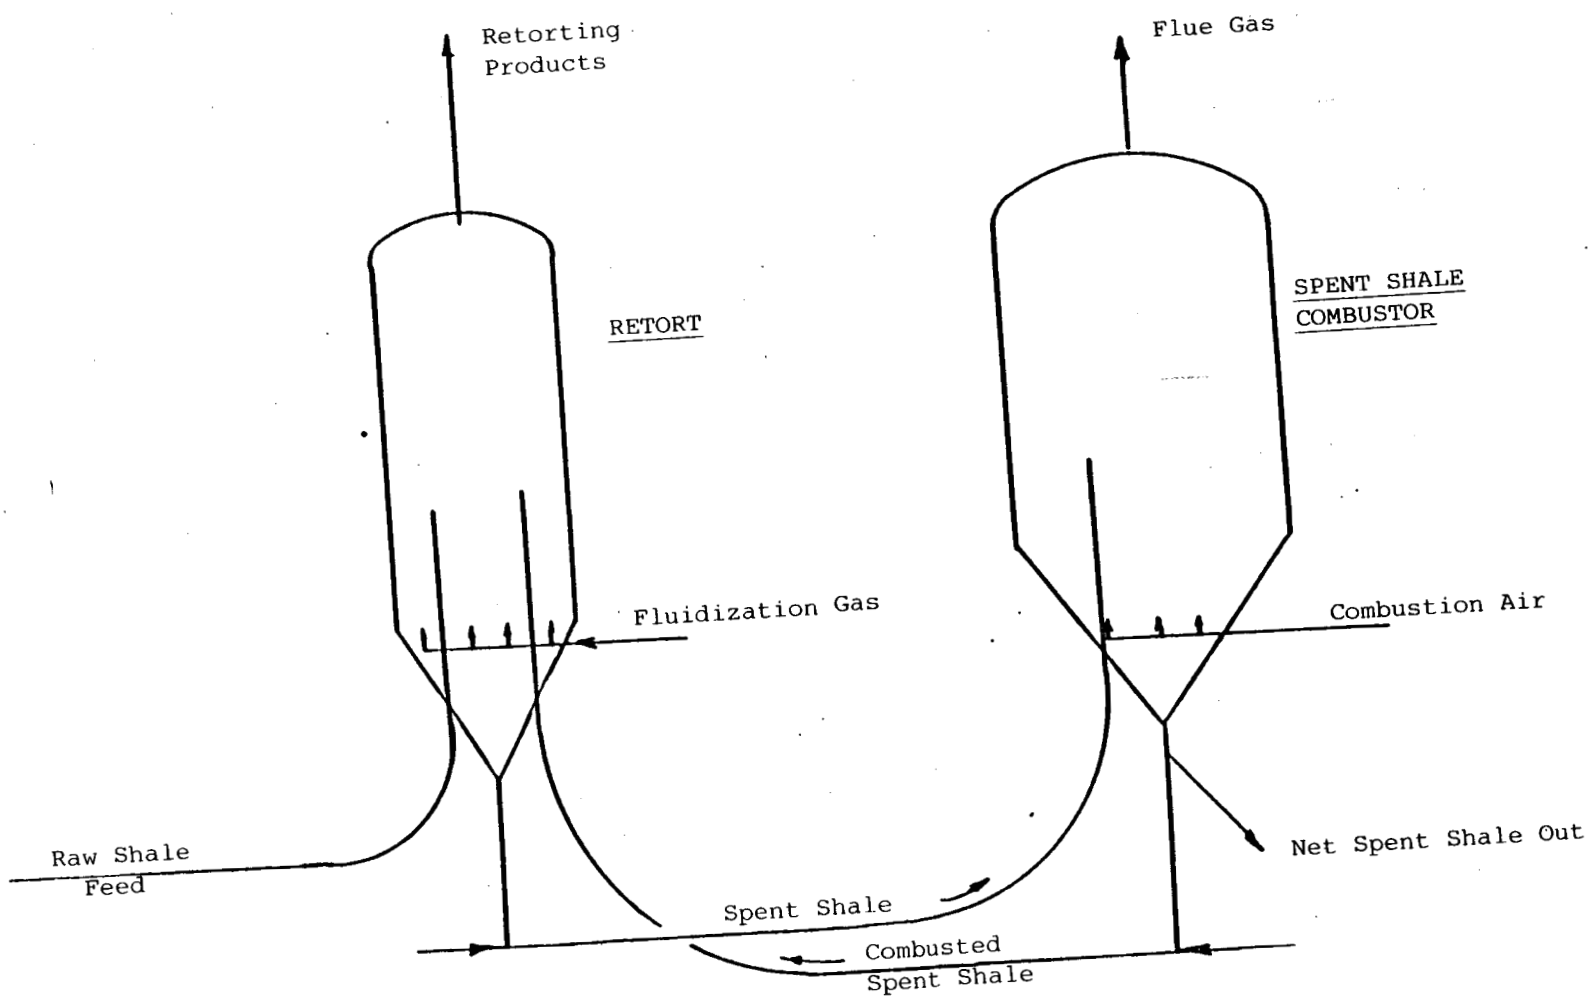 Retorting
Products
Flue Gas
RETORT
SPENT SHALE
COMBUSTOR
Fluidization Gas
Combustion Air
Raw Shale
Feed
Net Spent Shale Out
Spent Shale
Combusted
Spent Shale